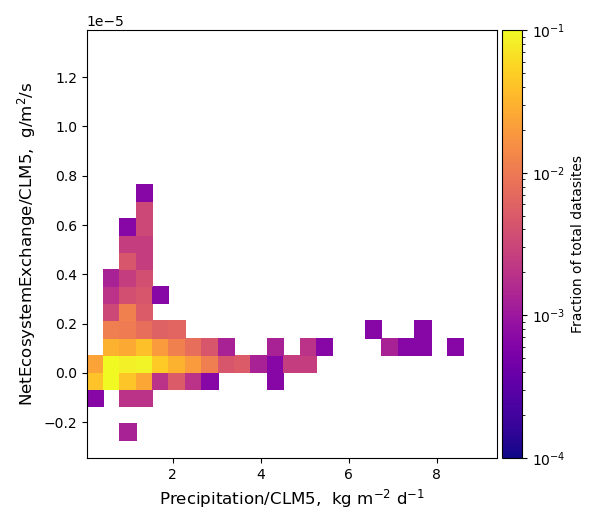 1e−5
1.2
1.0
0.8
0.6
0.4
0.2
0.0
−0.2
NetEcosystemExchange/CLM5,  g/m²/s
2 4 6 8
Precipitation/CLM5,  kg m⁻² d⁻¹
10⁻¹
10⁻²
10⁻³
10⁻⁴
Fraction of total datasites